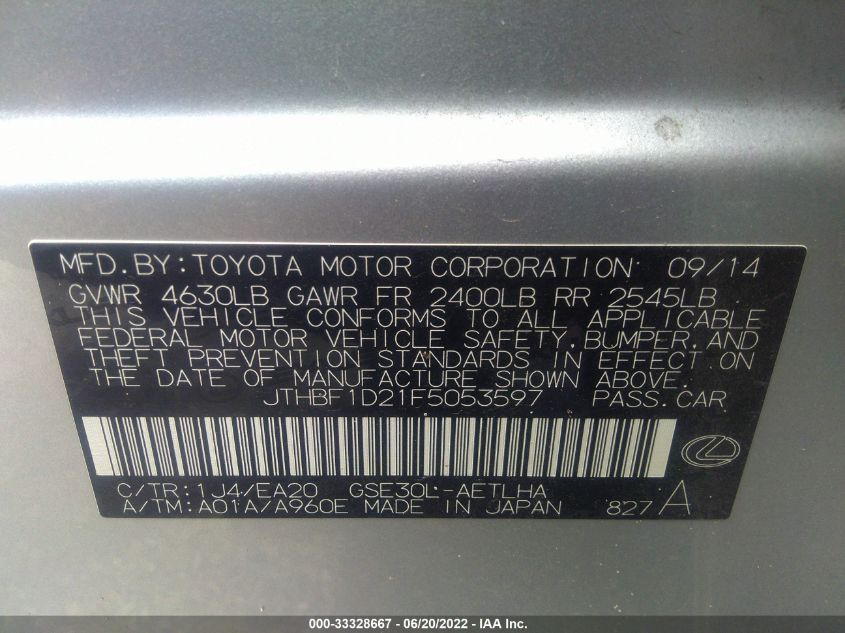 MFD.BY:TOYOTA MOTOR CORPORATION 09/14
GVWR 4630LB GAWR FR 2400LB RR 2545LB
THIS VEHICLE CONFORMS TO ALL APPLICABLE
FEDERAL MOTOR VEHICLE SAFETY,BUMPER,AND
THEFT PREVENTION STANDARDS IN EFFECT ON
THE DATE OF MANUFACTURE SHOWN ABOVE.
JTHBF1D21F5053597 PASS.CAR
C/TR:1J4/EA20 GSE30L-AETLHA
A/TM:A01A/A960E MADE IN JAPAN 827A
000-33328667 - 06/20/2022 - IAA Inc.